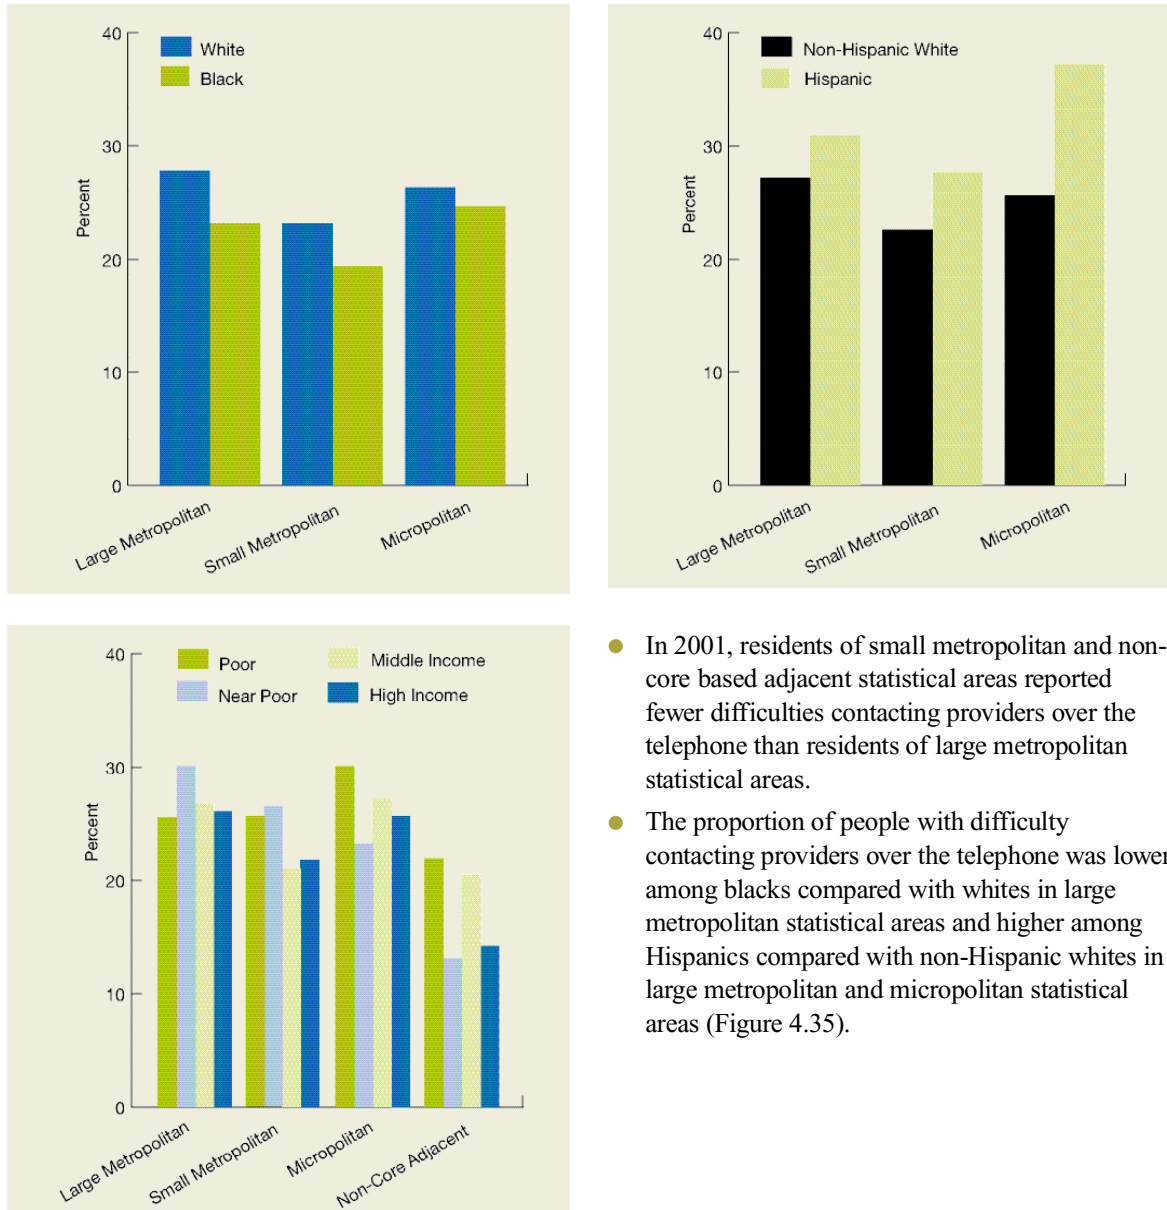 40
30
20
10
0
Percent
White
Black
Large Metropolitan
Small Metropolitan
Micropolitan
40
30
20
10
0
Percent
Non-Hispanic White
Hispanic
Large Metropolitan
Small Metropolitan
Micropolitan
40
30
20
10
0
Percent
Poor
Near Poor
Middle Income
High Income
Large Metropolitan
Small Metropolitan
Micropolitan
Non-Core Adjacent
● In 2001, residents of small metropolitan and non-
core based adjacent statistical areas reported
fewer difficulties contacting providers over the
telephone than residents of large metropolitan
statistical areas.
● The proportion of people with difficulty
contacting providers over the telephone was lower
among blacks compared with whites in large
metropolitan statistical areas and higher among
Hispanics compared with non-Hispanic whites in
large metropolitan and micropolitan statistical
areas (Figure 4.35).